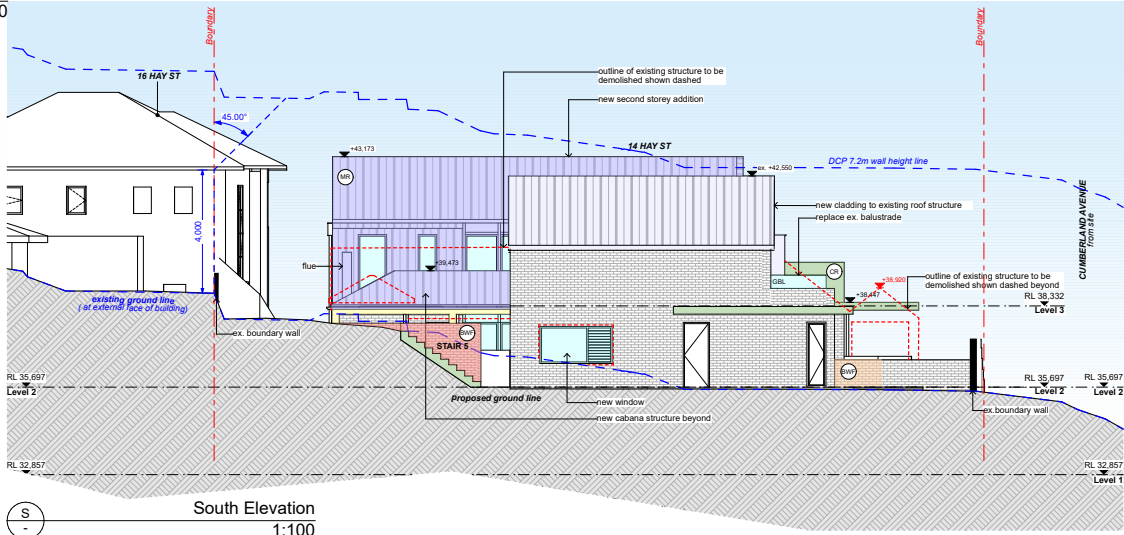 0
Boundary
Boundary
16 HAY ST
outline of existing structure to be
demolished shown dashed
new second storey addition
45.00°
+43,173
14 HAY ST
DCP 7.2m wall height line
ex. +42,550
MR
CUMBERLAND AVENUE
from site
new cladding to existing roof structure
replace ex. balustrade
4,000
flue
+39,473
CR
GBL
+38,920
outline of existing structure to be
demolished shown dashed beyond
+38,447
RL 38,332
Level 3
existing ground line
( at external face of building)
ex. boundary wall
BWF
STAIR 5
BWF
RL 35,697
Level 2
RL 35,697
Level 2
RL 35,697
Level 2
Proposed ground line
new window
new cabana structure beyond
ex.boundary wall
RL 32,857
RL 32,857
Level 1
S
-
South Elevation
1:100